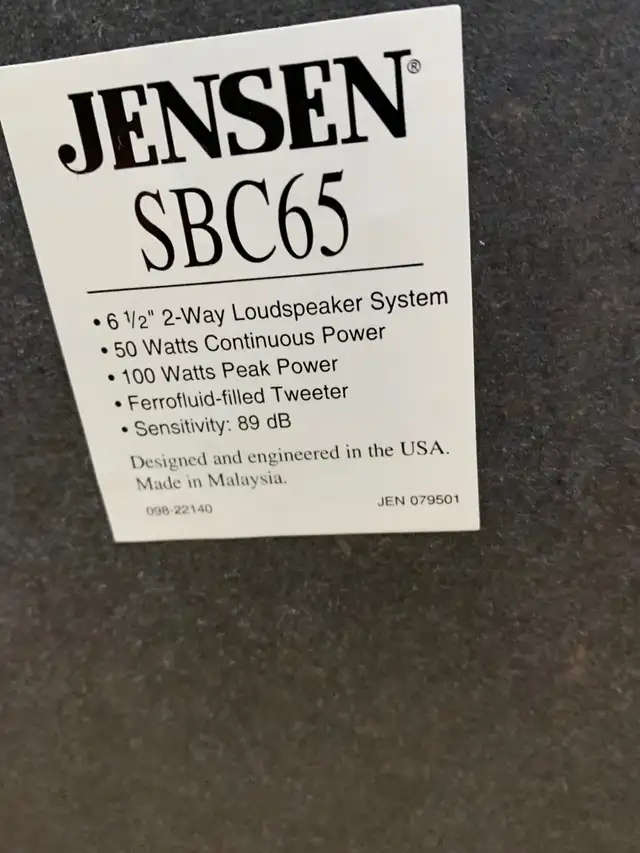 JENSEN®
SBC65
• 6 1/2" 2-Way Loudspeaker System
• 50 Watts Continuous Power
• 100 Watts Peak Power
• Ferrofluid-filled Tweeter
• Sensitivity: 89 dB
Designed and engineered in the USA.
Made in Malaysia.
098-22140 JEN 079501